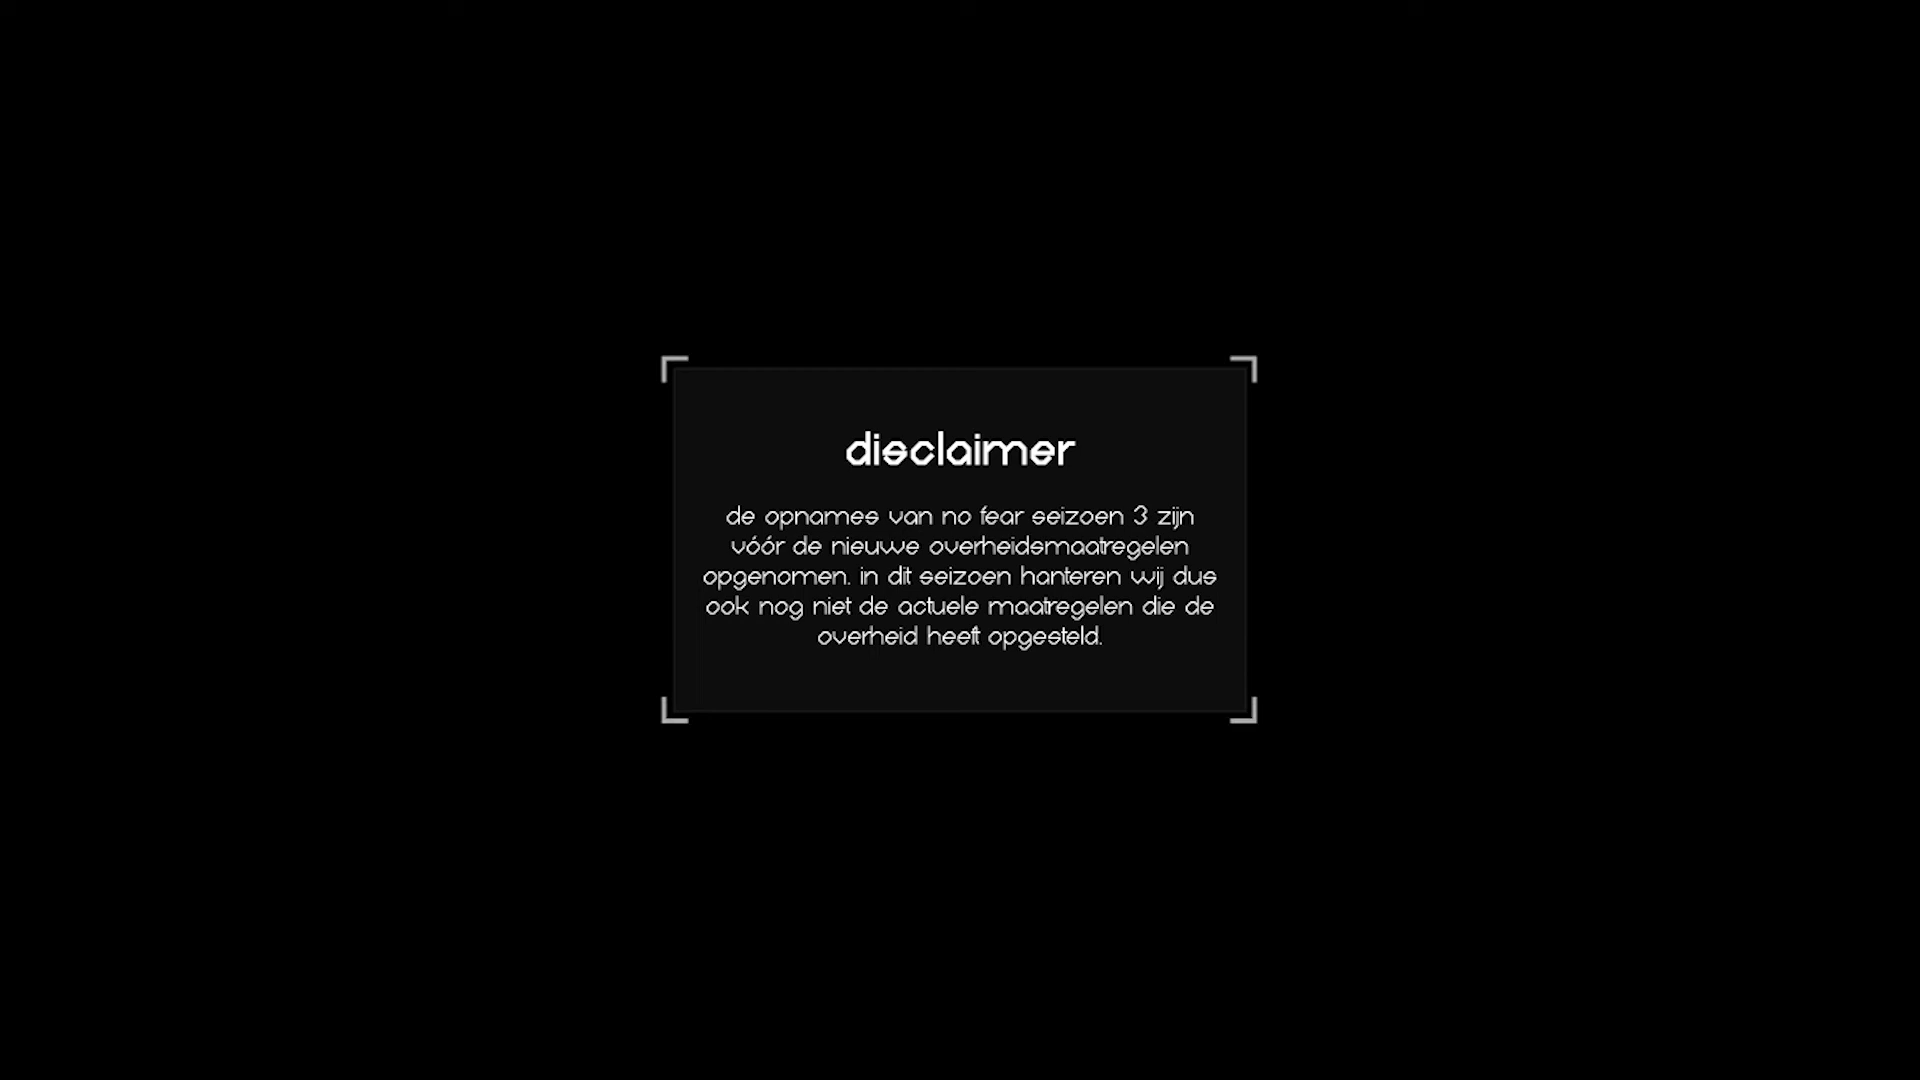 disclaimer
de opnames van no fear seizoen 3 zijn
vóór de nieuwe overheidsmaatregelen
opgenomen. in dit seizoen hanteren wij dus
ook nog niet de actuele maatregelen die de
overheid heeft opgesteld.